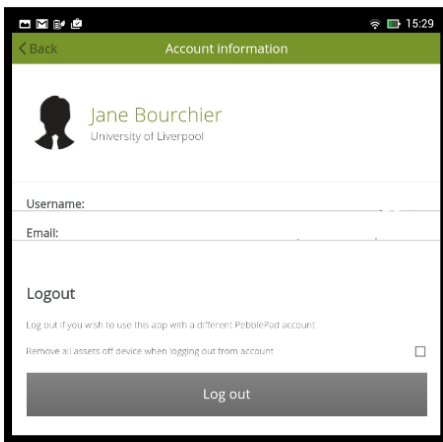 15:29
Back
Account information
Jane Bourchier
University of Liverpool
Username:
Email:
Logout
Log out if you wish to use this app with a different PebblePad account
Remove all assets off device when logging out from account
Log out